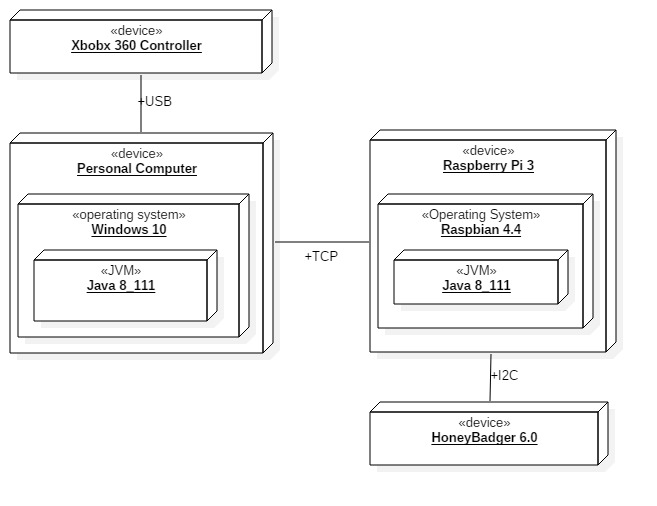 «device»
Xbobx 360 Controller
+USB
«device»
Personal Computer
«operating system»
Windows 10
«JVM»
Java 8_111
+TCP
«device»
Raspberry Pi 3
«Operating System»
Raspbian 4.4
«JVM»
Java 8_111
+I2C
«device»
HoneyBadger 6.0